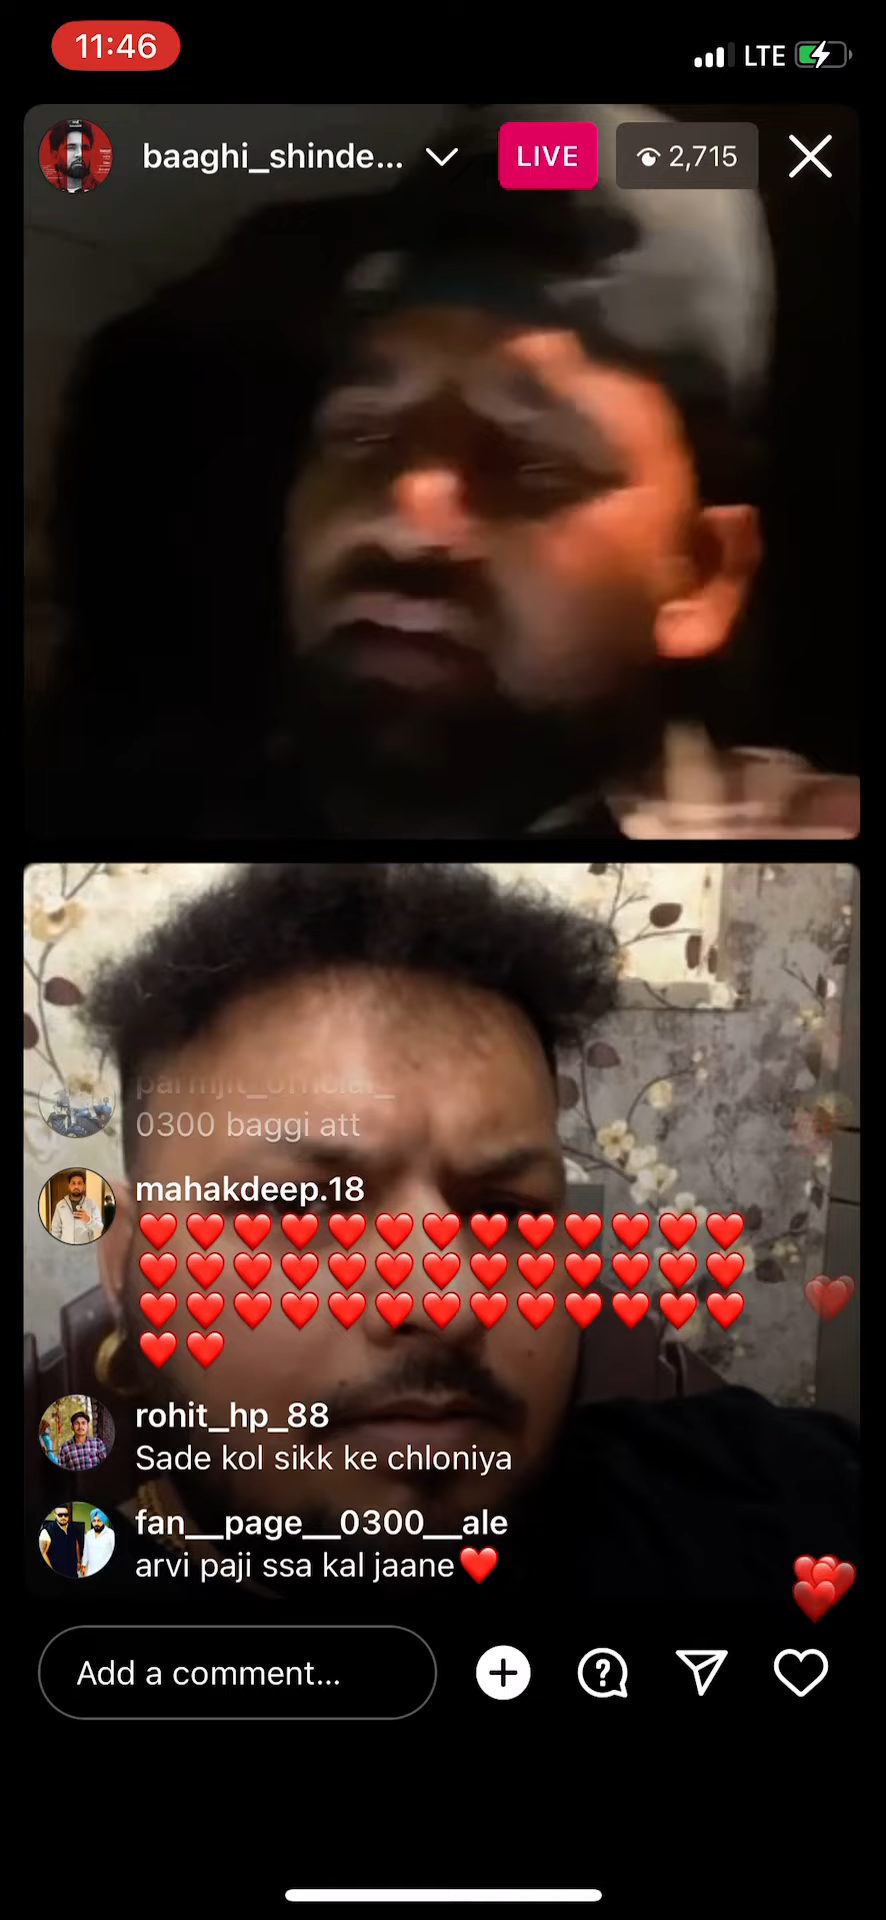 11:46
LTE
baaghi_shinde...
LIVE
2,715
parmjit_official_
0300 baggi att
mahakdeep.18
❤️❤️❤️❤️❤️❤️❤️❤️❤️❤️❤️❤️❤️
❤️❤️❤️❤️❤️❤️❤️❤️❤️❤️❤️❤️❤️
❤️❤️❤️❤️❤️❤️❤️❤️❤️❤️❤️❤️❤️
❤️❤️
rohit_hp_88
Sade kol sikk ke chloniya
fan__page__0300__ale
arvi paji ssa kal jaane❤️
Add a comment...